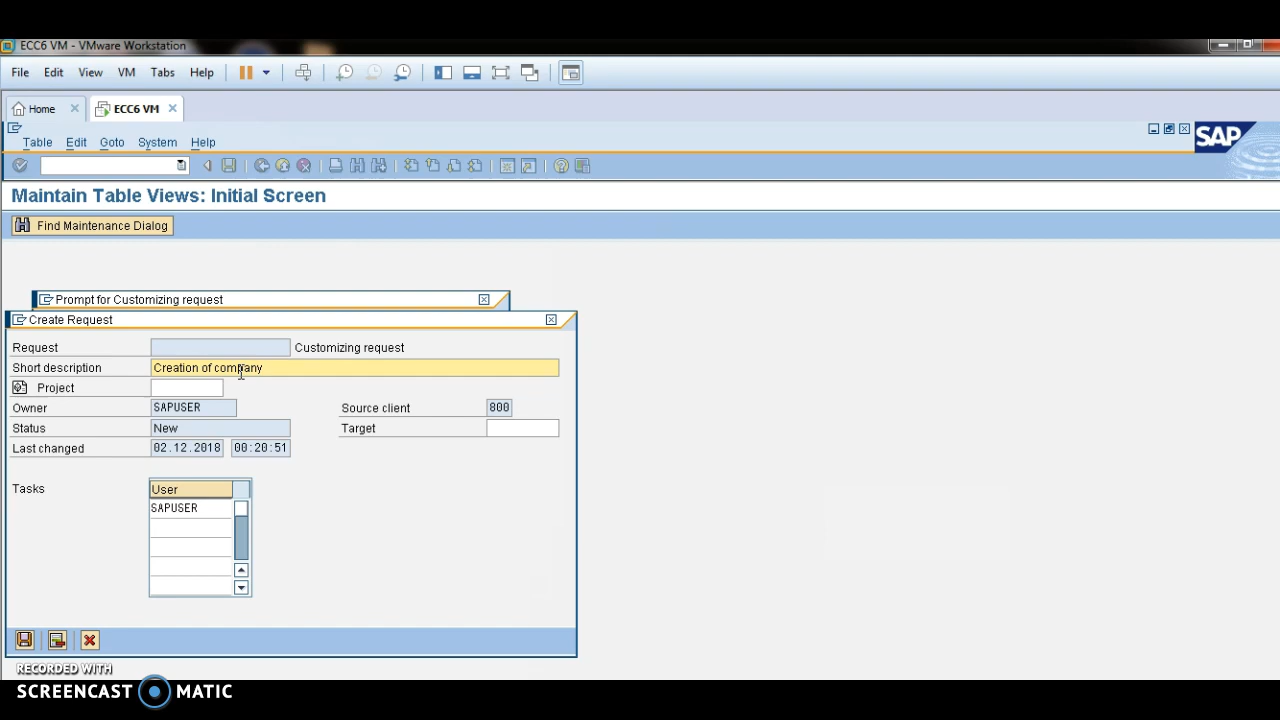 ECC6 VM - VMware Workstation
File Edit View VM Tabs Help
Home ECC6 VM
Table Edit Goto System Help
SAP
Maintain Table Views: Initial Screen
Find Maintenance Dialog
Prompt for Customizing request
Create Request
Request Customizing request
Short description Creation of company
Project
Owner SAPUSER Source client 800
Status New Target
Last changed 02.12.2018 00:20:51
Tasks User
SAPUSER
RECORDED WITH
SCREENCAST MATIC